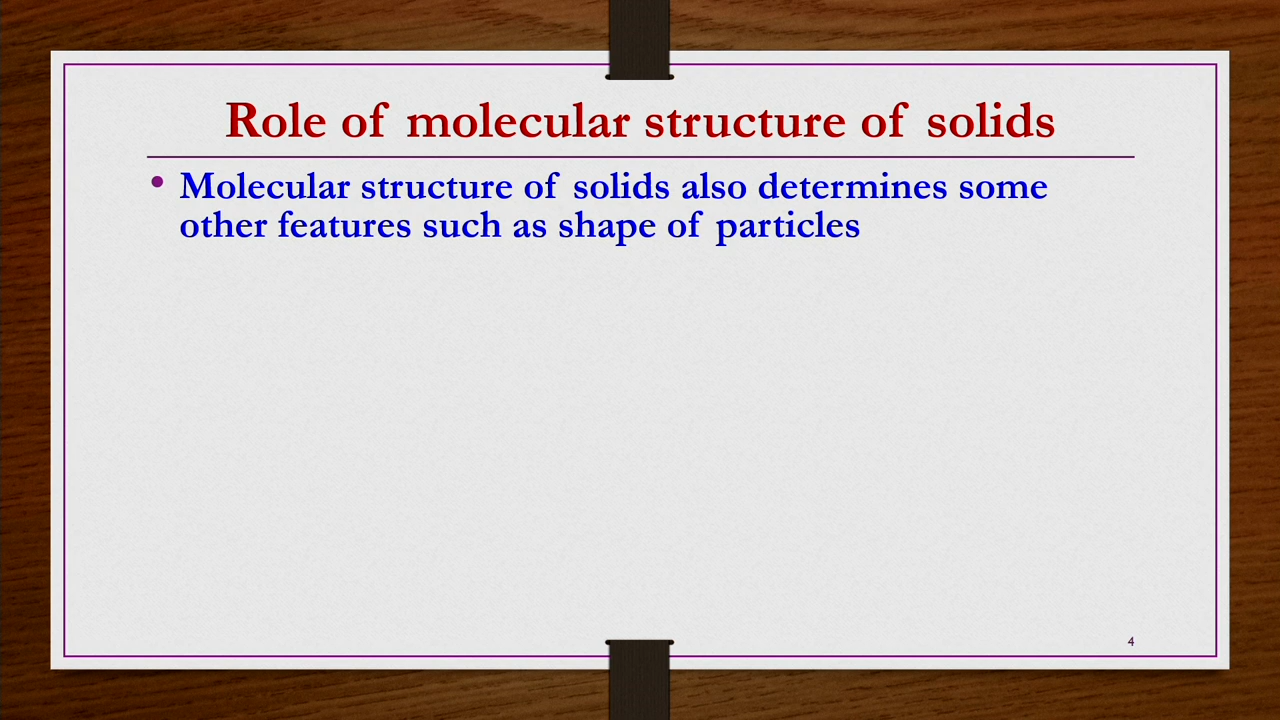 Role of molecular structure of solids
• Molecular structure of solids also determines some
other features such as shape of particles
4